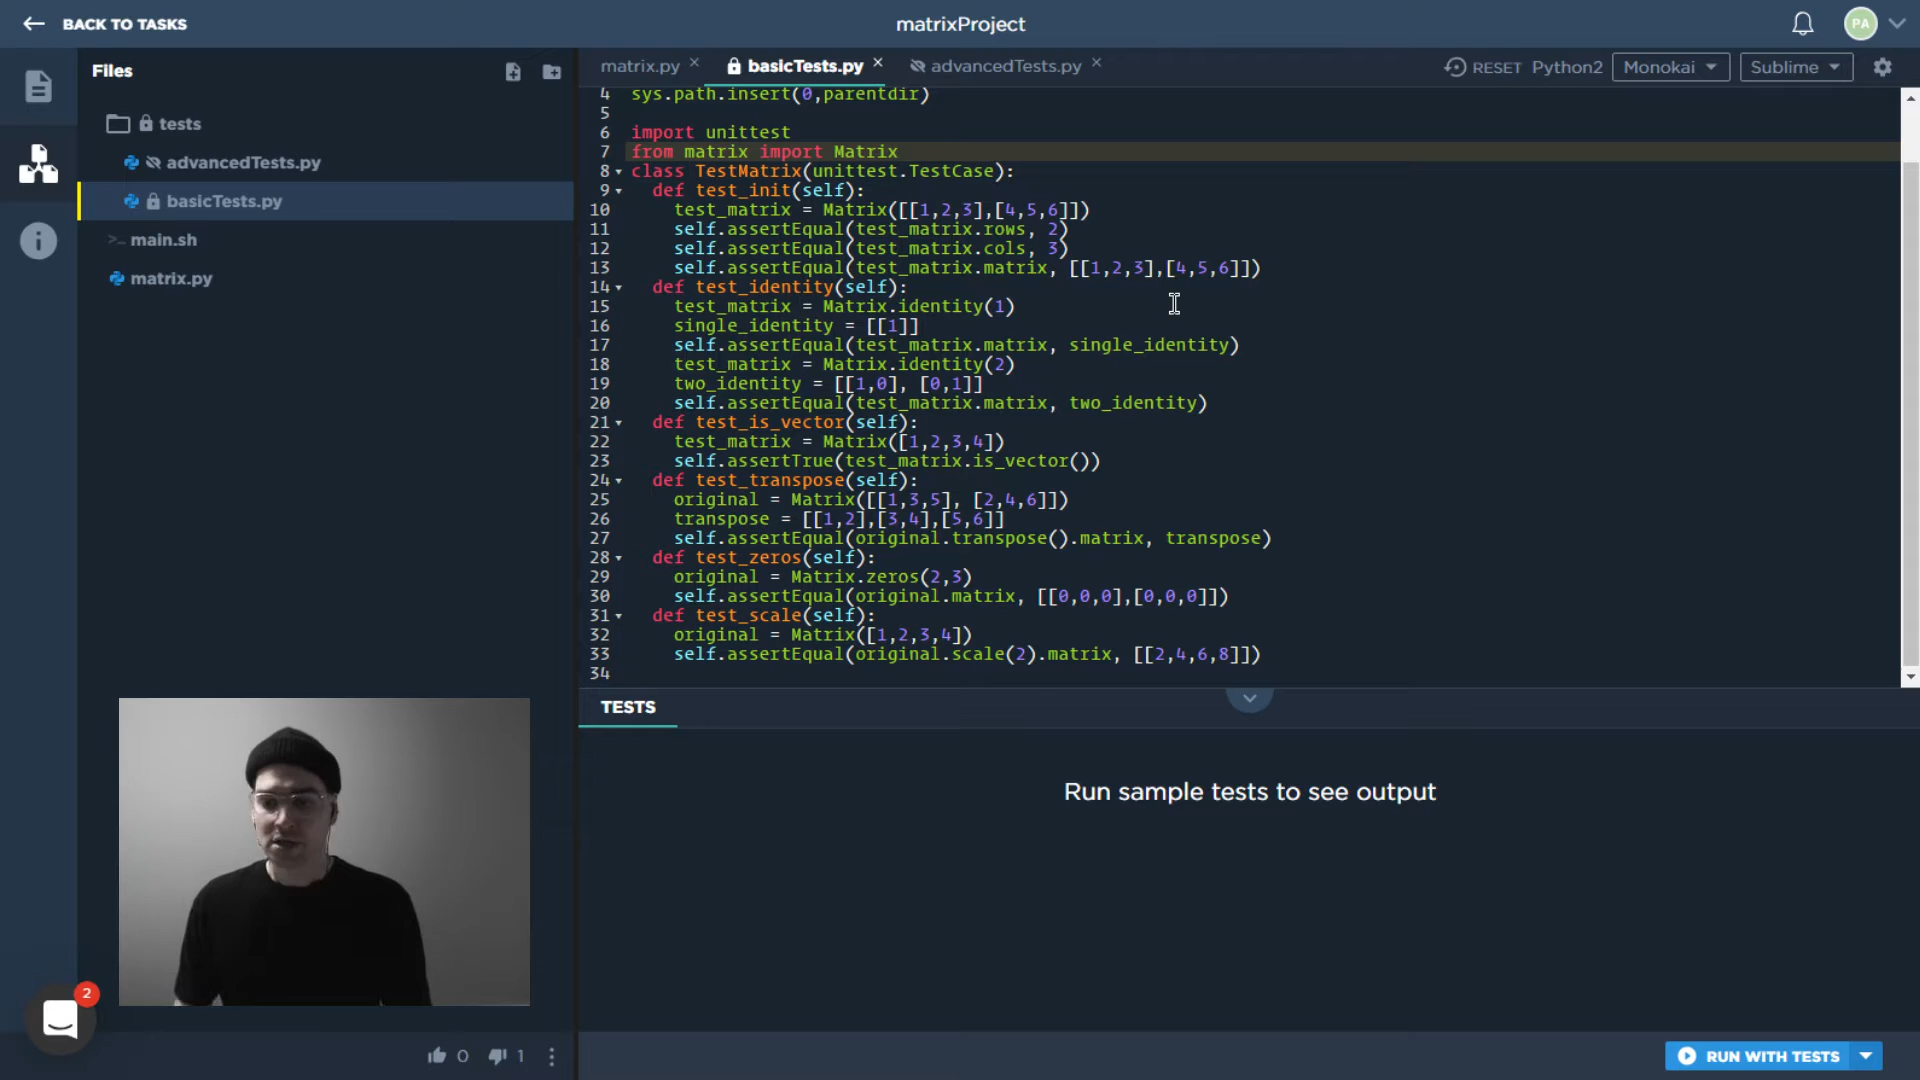 BACK TO TASKS
matrixProject
PA
Files
tests
advancedTests.py
basicTests.py
>_ main.sh
matrix.py
matrix.py ×
basicTests.py ×
advancedTests.py ×
RESET
Python2
Monokai
Sublime
4 sys.path.insert(0,parentdir)
5
6 import unittest
7 from matrix import Matrix
8 class TestMatrix(unittest.TestCase):
9 def test_init(self):
10 test_matrix = Matrix([[1,2,3],[4,5,6]])
11 self.assertEqual(test_matrix.rows, 2)
12 self.assertEqual(test_matrix.cols, 3)
13 self.assertEqual(test_matrix.matrix, [[1,2,3],[4,5,6]])
14 def test_identity(self):
15 test_matrix = Matrix.identity(1)
16 single_identity = [[1]]
17 self.assertEqual(test_matrix.matrix, single_identity)
18 test_matrix = Matrix.identity(2)
19 two_identity = [[1,0], [0,1]]
20 self.assertEqual(test_matrix.matrix, two_identity)
21 def test_is_vector(self):
22 test_matrix = Matrix([1,2,3,4])
23 self.assertTrue(test_matrix.is_vector())
24 def test_transpose(self):
25 original = Matrix([[1,3,5], [2,4,6]])
26 transpose = [[1,2],[3,4],[5,6]]
27 self.assertEqual(original.transpose().matrix, transpose)
28 def test_zeros(self):
29 original = Matrix.zeros(2,3)
30 self.assertEqual(original.matrix, [[0,0,0],[0,0,0]])
31 def test_scale(self):
32 original = Matrix([1,2,3,4])
33 self.assertEqual(original.scale(2).matrix, [[2,4,6,8]])
34
TESTS
Run sample tests to see output
2
0
1
RUN WITH TESTS